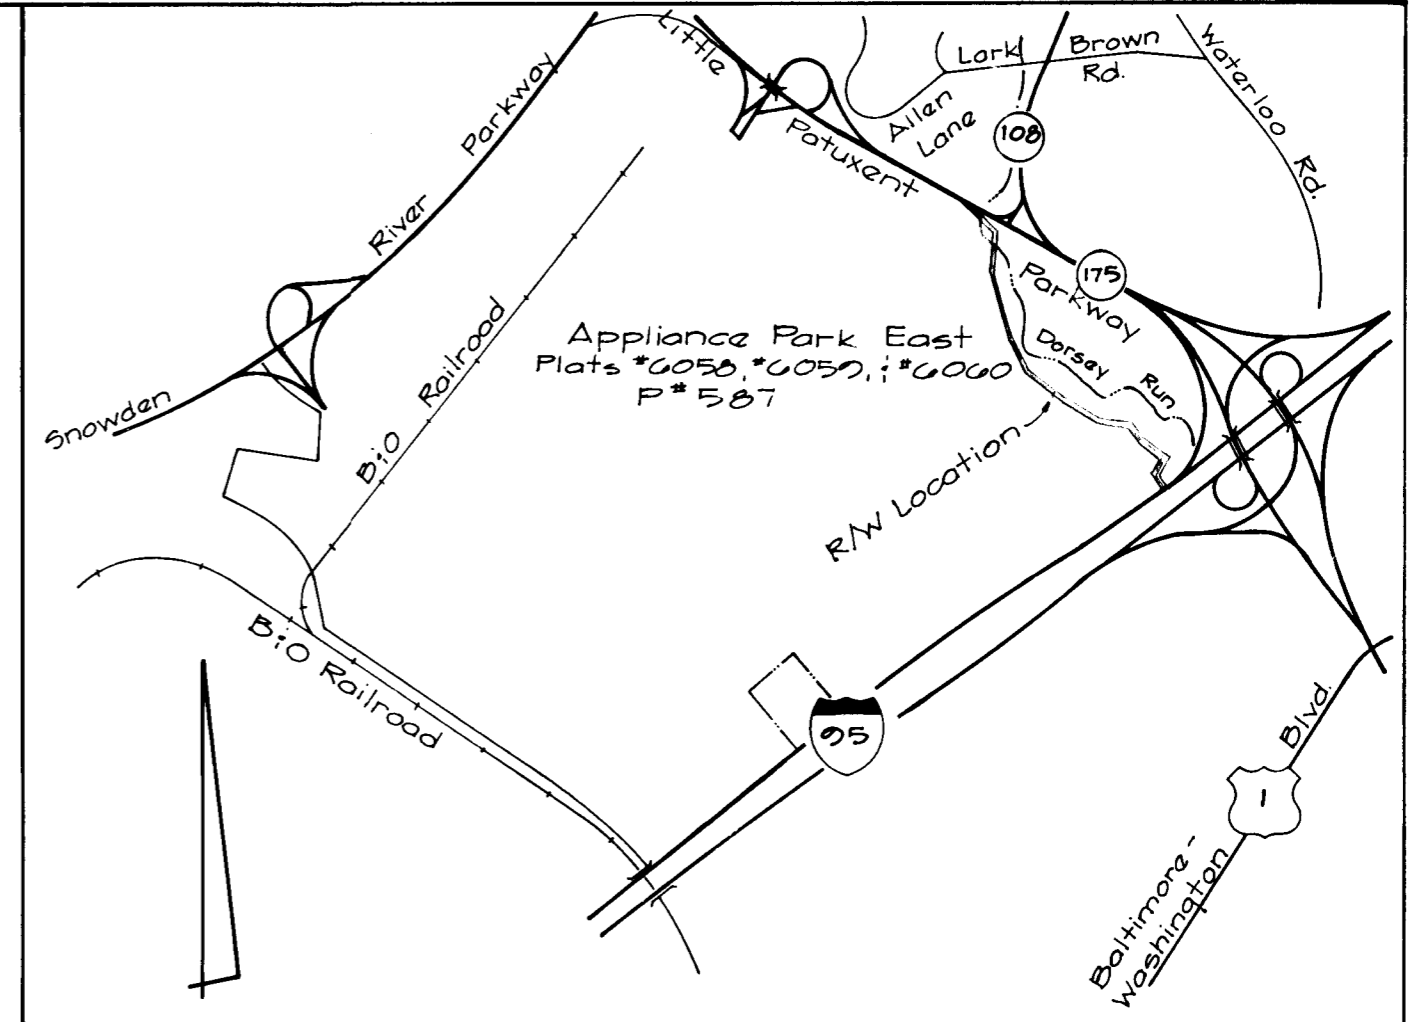 Little
Patuxent
Parkway
Snowden
River
Parkway
Lark
Brown
Rd.
Allen
Lane
Waterloo
Rd.
108
175
Appliance Park East
Plats #6058, #6059, & #6060
P# 587
B&O
Railroad
Dorsey
Run
R/W Location
B&O Railroad
95
Baltimore-
Washington
Blvd.
1